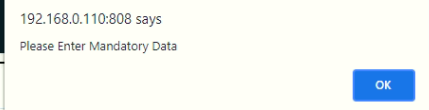 192.168.0.110:808 says
Please Enter Mandatory Data
OK